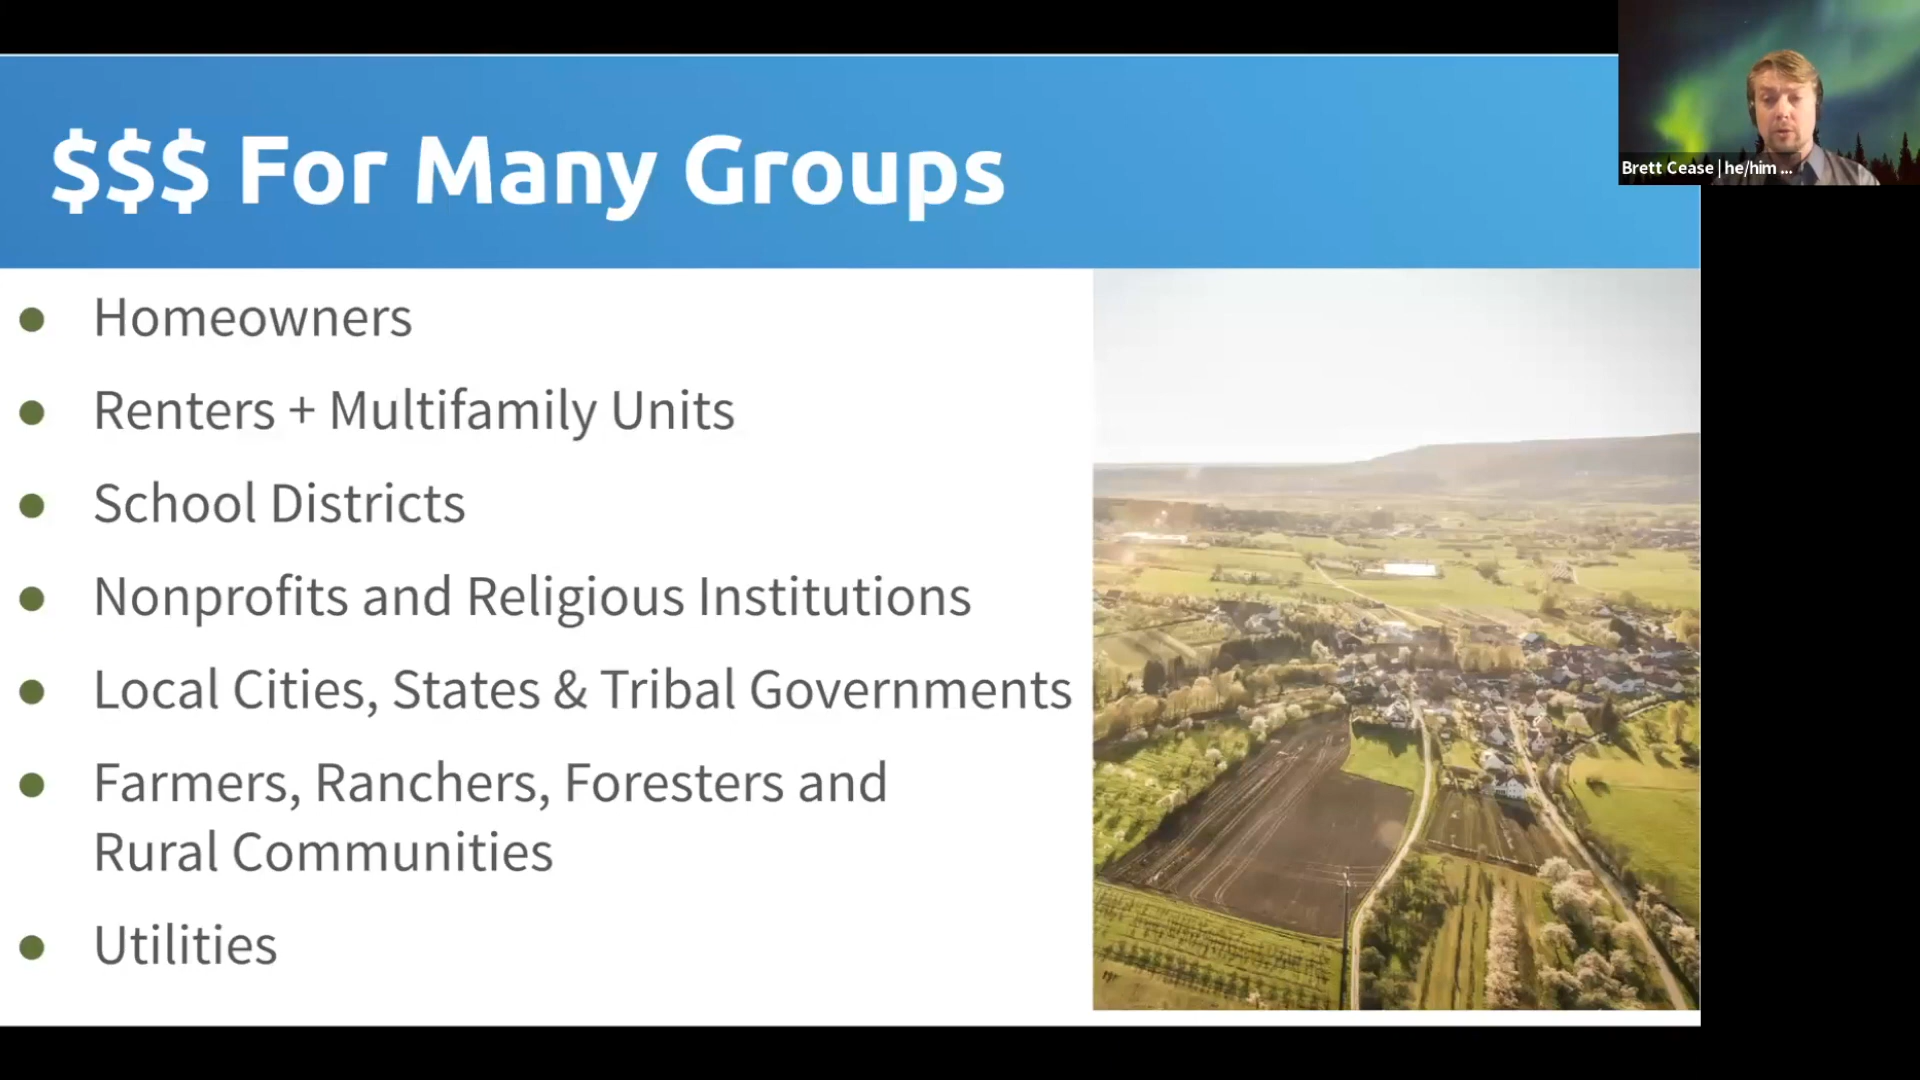 $$$ For Many Groups
Brett Cease | he/him ...
Homeowners
Renters + Multifamily Units
School Districts
Nonprofits and Religious Institutions
Local Cities, States & Tribal Governments
Farmers, Ranchers, Foresters and
Rural Communities
Utilities